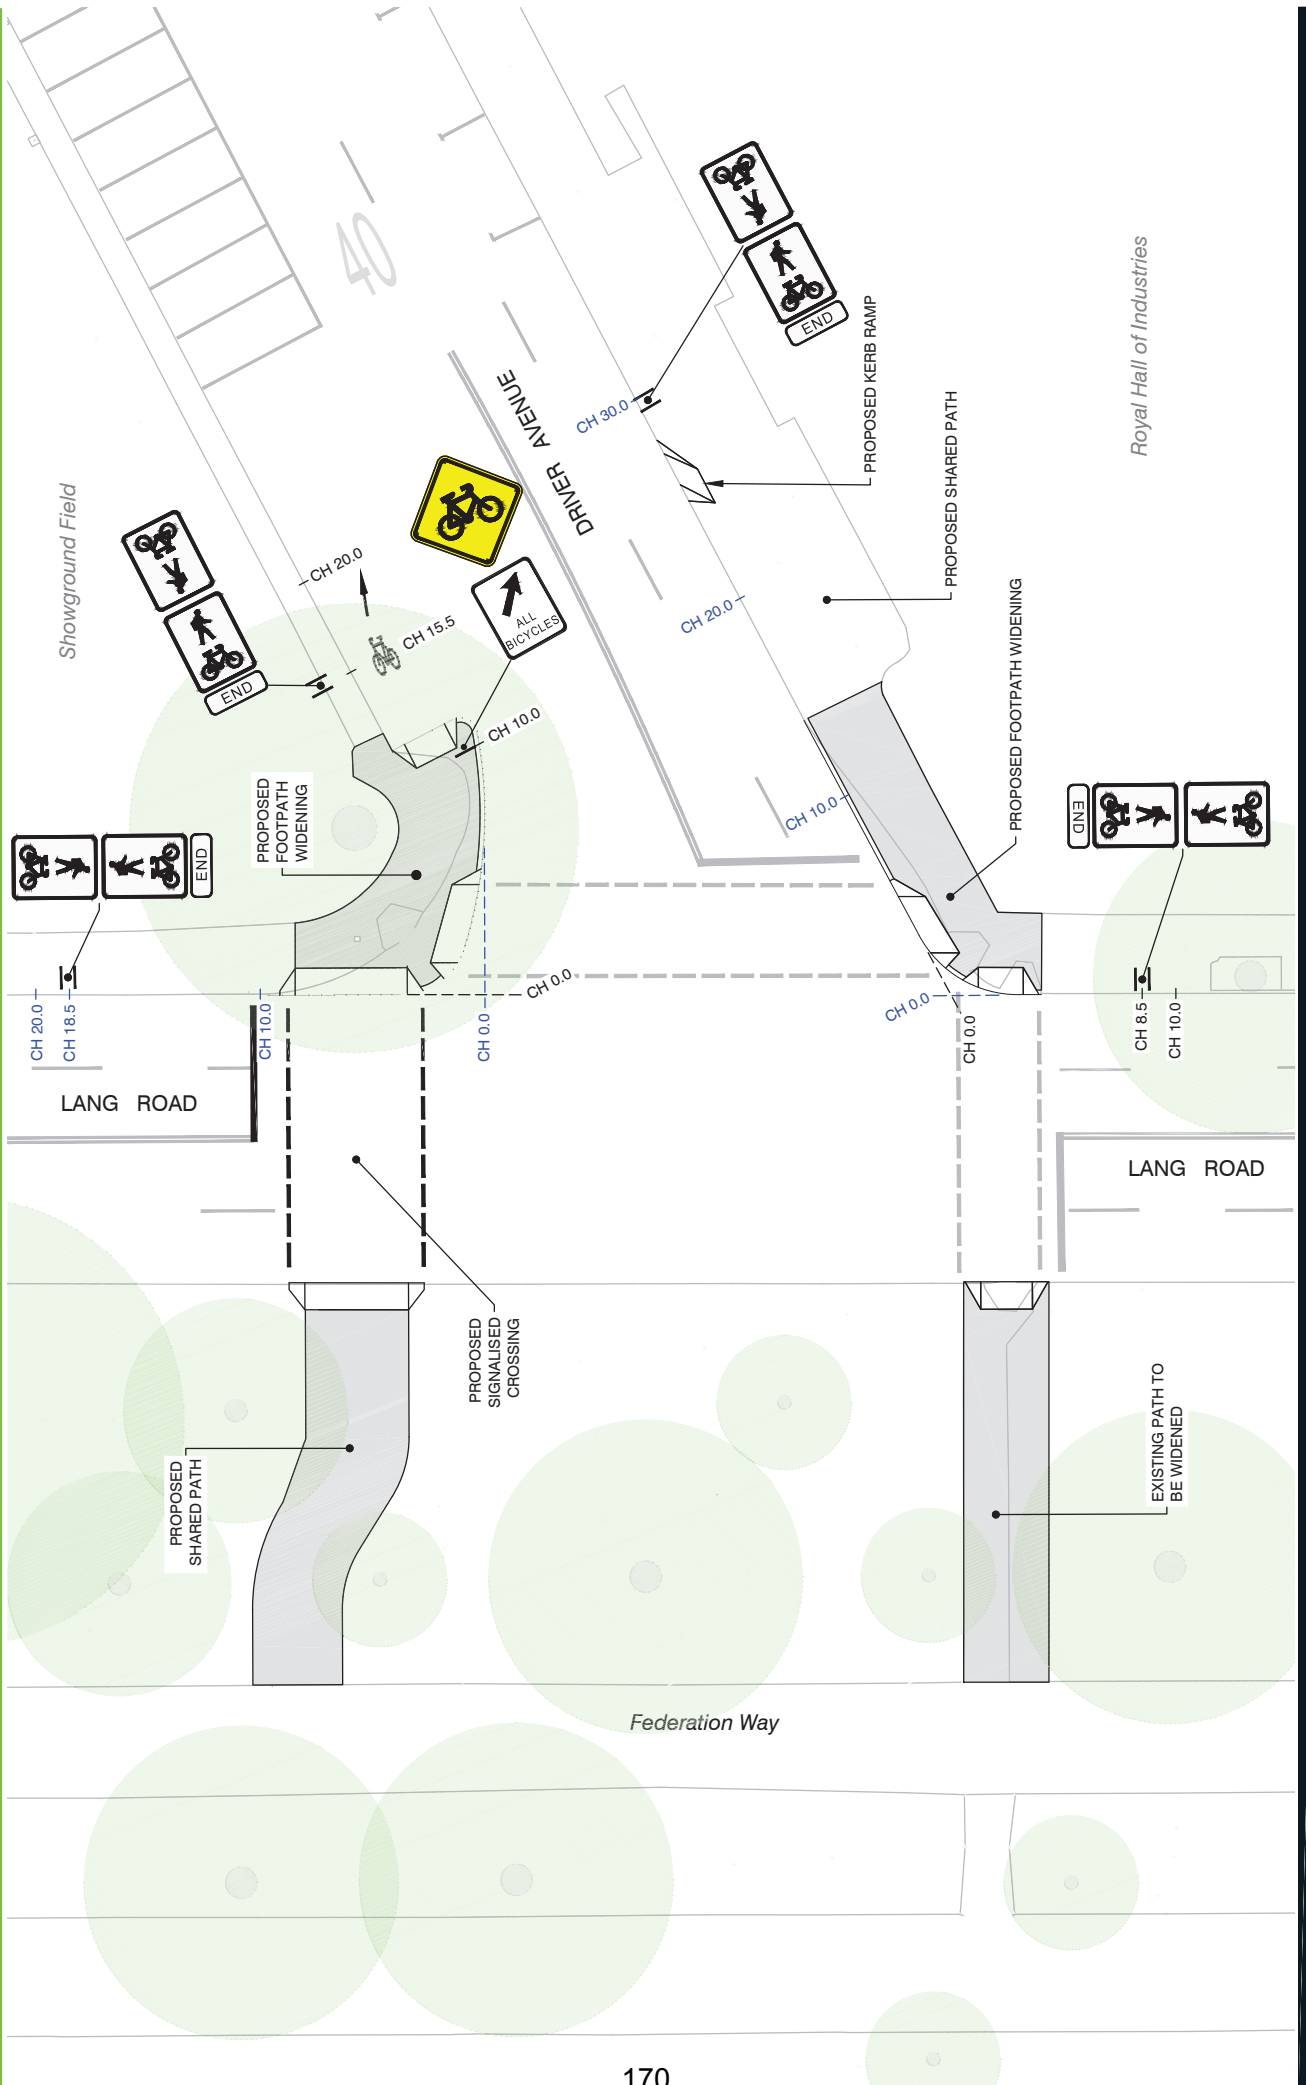 40
Royal Hall of Industries
END
PROPOSED KERB RAMP
DRIVER AVENUE
CH 30.0
PROPOSED SHARED PATH
Showground Field
CH 20.0
ALL
BICYCLES
CH 15.5
END
CH 20.0
PROPOSED FOOTPATH WIDENING
CH 10.0
PROPOSED
FOOTPATH
WIDENING
CH 10.0
END
END
CH 0.0
CH 0.0
CH 20.0
CH 18.5
CH 10.0
CH 0.0
CH 0.0
CH 8.5
CH 10.0
LANG ROAD
LANG ROAD
PROPOSED
SIGNALISED
CROSSING
EXISTING PATH TO
BE WIDENED
PROPOSED
SHARED PATH
Federation Way
170